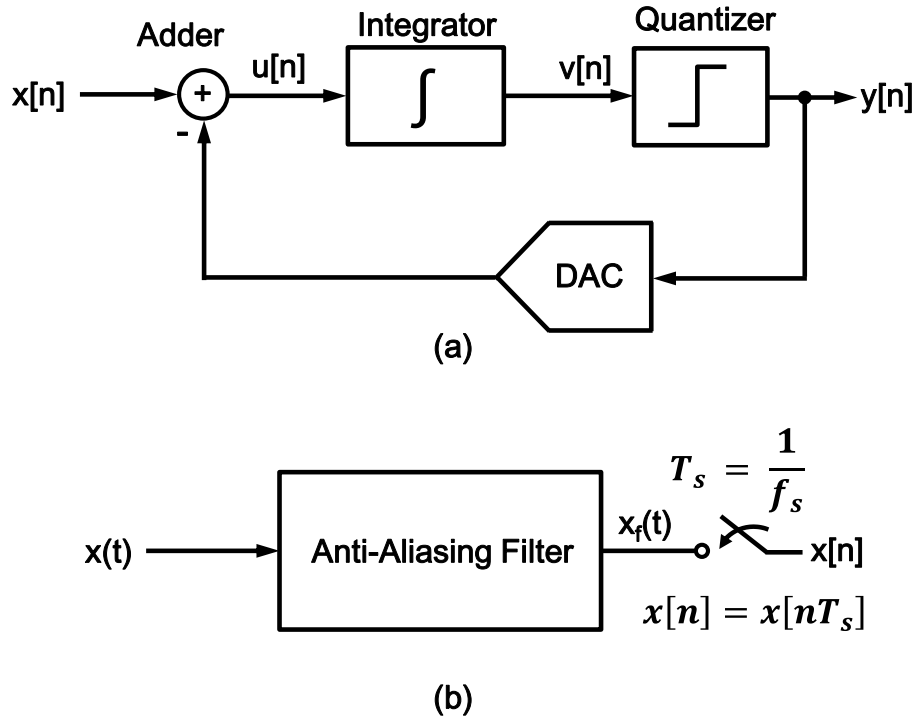 Adder
Integrator
Quantizer
x[n]
+
-
u[n]
∫
v[n]
y[n]
DAC
(a)
x(t)
Anti-Aliasing Filter
x_f(t)
T_s = 1/f_s
x[n]
x[n] = x[nT_s]
(b)